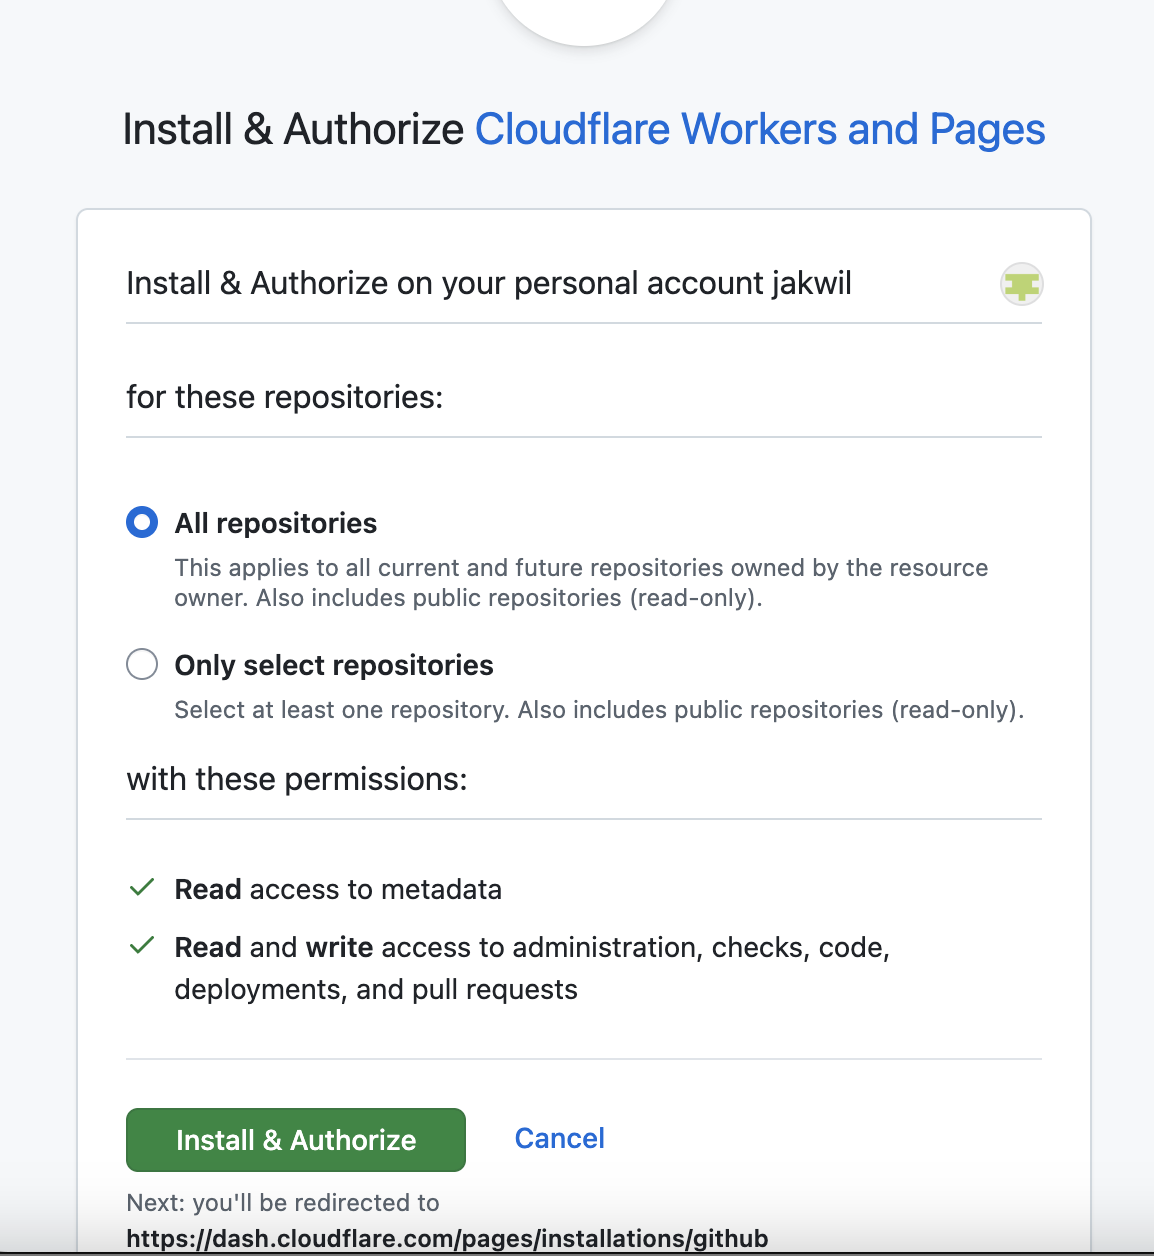 Install & Authorize Cloudflare Workers and Pages
Install & Authorize on your personal account jakwil
for these repositories:
All repositories
This applies to all current and future repositories owned by the resource
owner. Also includes public repositories (read-only).
Only select repositories
Select at least one repository. Also includes public repositories (read-only).
with these permissions:
Read access to metadata
Read and write access to administration, checks, code,
deployments, and pull requests
Install & Authorize
Cancel
Next: you'll be redirected to
https://dash.cloudflare.com/pages/installations/github